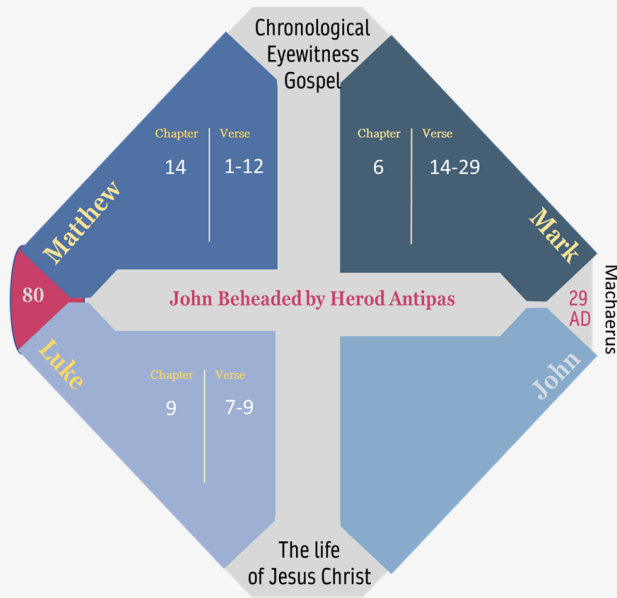 Chronological
Eyewitness
Gospel
Matthew
Chapter Verse
14 1-12
Mark
Chapter Verse
6 14-29
80
John Beheaded by Herod Antipas
29
AD
Machaerus
Luke
Chapter Verse
9 7-9
John
The life
of Jesus Christ